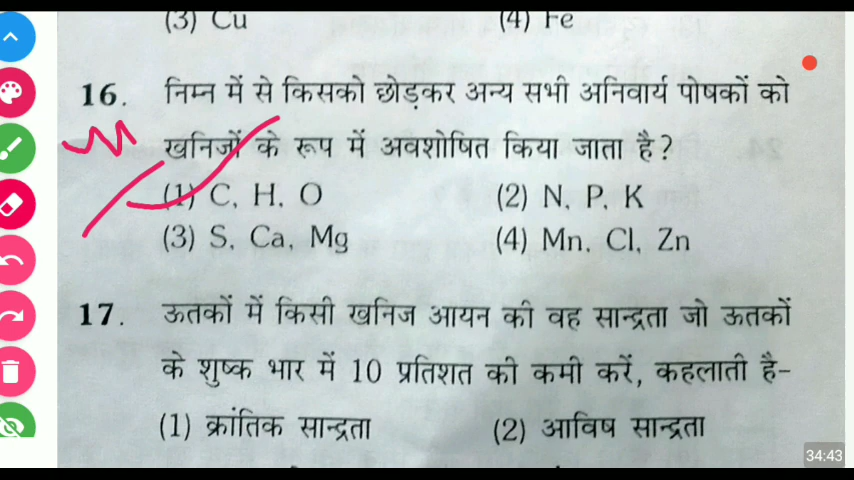 (3) Cu (4) Fe
16. निम्न में से किसको छोड़कर अन्य सभी अनिवार्य पोषकों को
खनिजों के रूप में अवशोषित किया जाता है?
(1) C, H, O (2) N, P, K
(3) S, Ca, Mg (4) Mn, Cl, Zn
17. ऊतकों में किसी खनिज आयन की वह सान्द्रता जो ऊतकों
के शुष्क भार में 10 प्रतिशत की कमी करें, कहलाती है-
(1) क्रांतिक सान्द्रता (2) आविष सान्द्रता
34:43